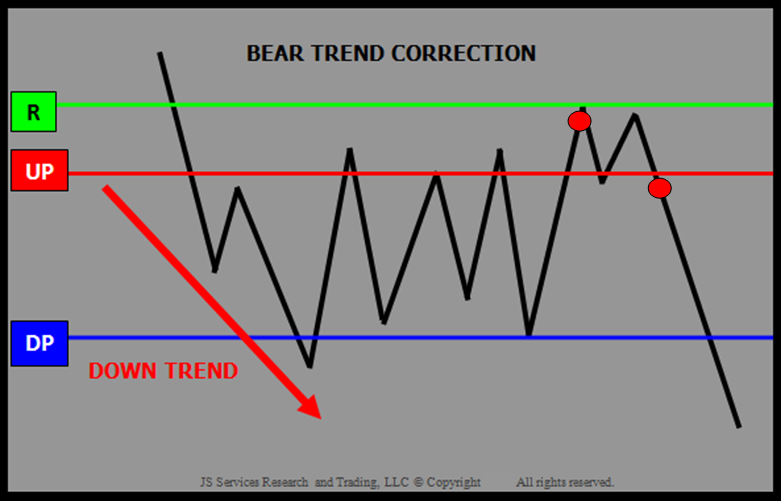 BEAR TREND CORRECTION
R
UP
DP
DOWN TREND
JS Services Research and Trading, LLC © Copyright All rights reserved.